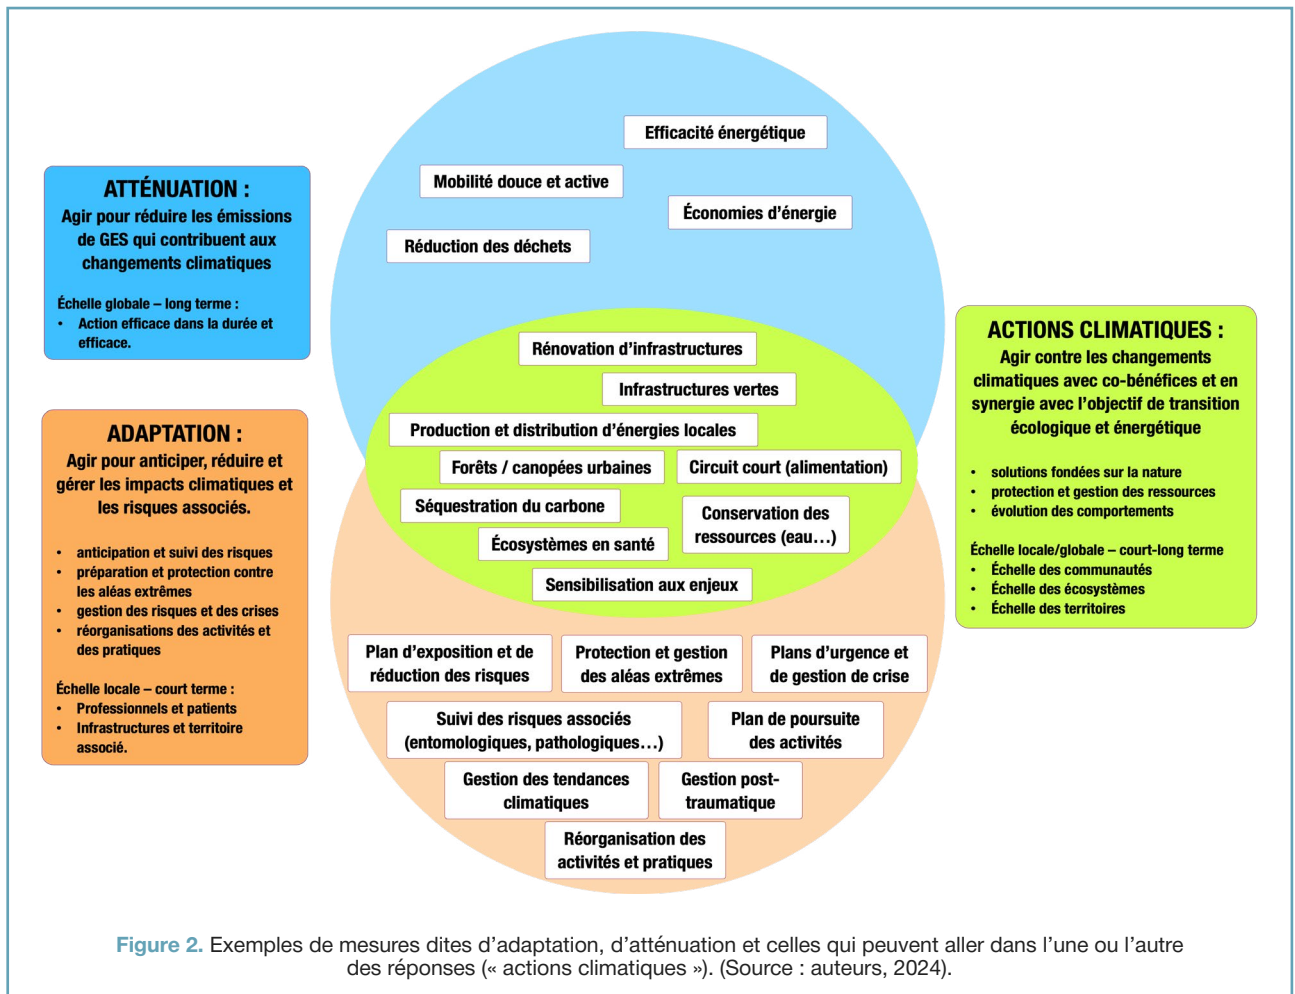 Efficacité énergétique
Mobilité douce et active
Économies d’énergie
Réduction des déchets
ATTÉNUATION :
Agir pour réduire les émissions
de GES qui contribuent aux
changements climatiques
Échelle globale – long terme :
• Action efficace dans la durée et
efficace.
ADAPTATION :
Agir pour anticiper, réduire et
gérer les impacts climatiques et
les risques associés.
• anticipation et suivi des risques
• préparation et protection contre
les aléas extrêmes
• gestion des risques et des crises
• réorganisations des activités et
des pratiques
Échelle locale – court terme :
• Professionnels et patients
• Infrastructures et territoire
associé.
Rénovation d’infrastructures
Infrastructures vertes
Production et distribution d’énergies locales
Forêts / canopées urbaines
Circuit court (alimentation)
Séquestration du carbone
Conservation des
ressources (eau…)
Écosystèmes en santé
Sensibilisation aux enjeux
ACTIONS CLIMATIQUES :
Agir contre les changements
climatiques avec co-bénéfices et en
synergie avec l’objectif de transition
écologique et énergétique
• solutions fondées sur la nature
• protection et gestion des ressources
• évolution des comportements
Échelle locale/globale – court-long terme
• Échelle des communautés
• Échelle des écosystèmes
• Échelle des territoires
Plan d’exposition et de
réduction des risques
Protection et gestion
des aléas extrêmes
Plans d’urgence et
de gestion de crise
Suivi des risques associés
(entomologiques, pathologiques…)
Plan de poursuite
des activités
Gestion des tendances
climatiques
Gestion post-
traumatique
Réorganisation des
activités et pratiques
Figure 2. Exemples de mesures dites d’adaptation, d’atténuation et celles qui peuvent aller dans l’une ou l’autre
des réponses (« actions climatiques »). (Source : auteurs, 2024).